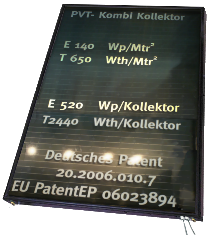 PVT- Kombi Kollektor
E 140 Wp/Mtr²
T 650 Wth/Mtr²
E 520 Wp/Kollektor
T2440 Wth/Kollektor
Deutsches Patent
20.2006.010.7
EU PatentEP 06023894